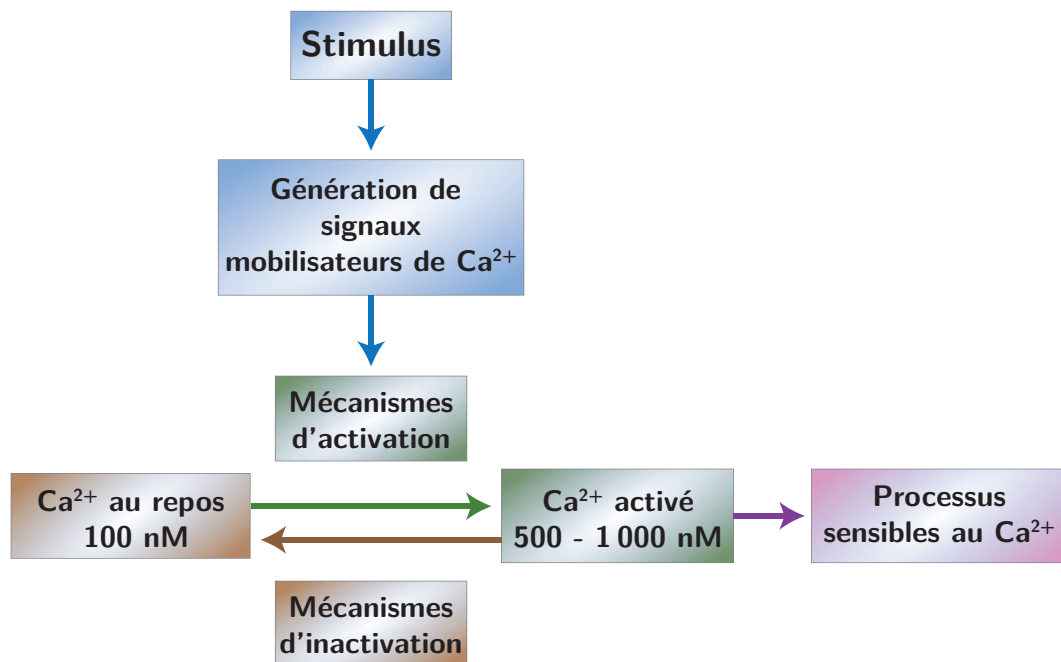 Stimulus
Génération de
signaux
mobilisateurs de Ca²⁺
Mécanismes
d'activation
Ca²⁺ au repos
100 nM
Ca²⁺ activé
500 - 1 000 nM
Processus
sensibles au Ca²⁺
Mécanismes
d'inactivation